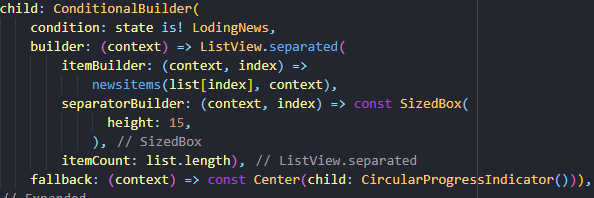 child: ConditionalBuilder(
condition: state is! LodingNews,
builder: (context) => ListView.separated(
itemBuilder: (context, index) =>
newsitems(list[index], context),
separatorBuilder: (context, index) => const SizedBox(
height: 15,
), // SizedBox
itemCount: list.length), // ListView.separated
fallback: (context) => const Center(child: CircularProgressIndicator())),
// Expanded